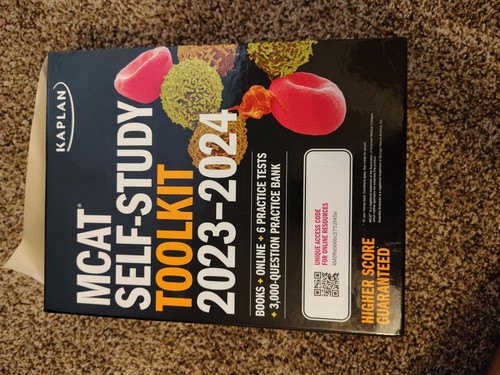 KAPLAN
MCAT®
SELF-STUDY
TOOLKIT
2023–2024
BOOKS + ONLINE + 6 PRACTICE TESTS
+ 3,000-QUESTION PRACTICE BANK
UNIQUE ACCESS CODE
FOR ONLINE RESOURCES
HIGHER SCORE
GUARANTEED